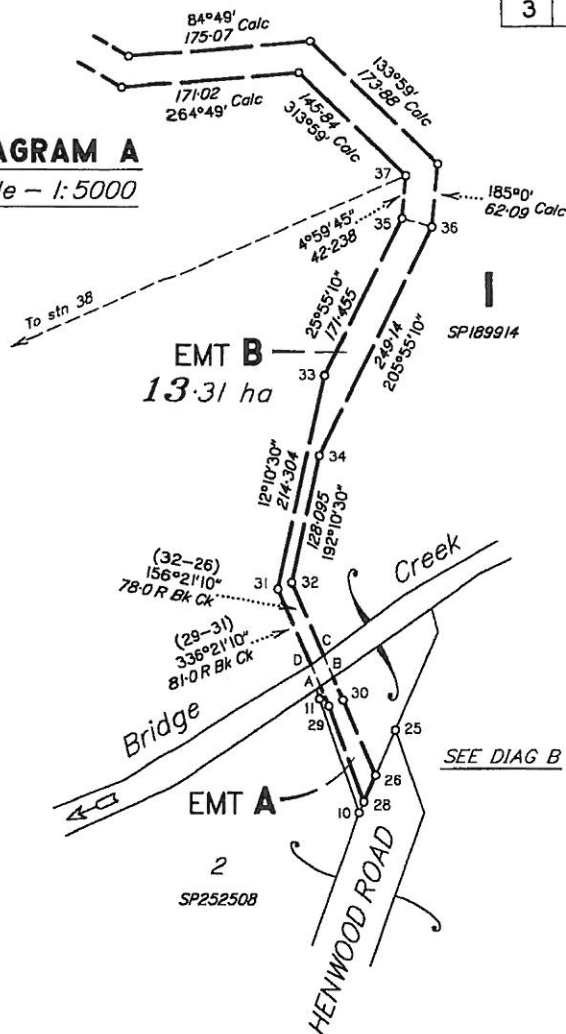 3
84°49'
175·07 Calc
171·02
264°49' Calc
133°59'
173·88 Calc
145·84
313°59' Calc
AGRAM A
le – 1:5000
37
185°0'
62·09 Calc
4°59'45"
42·238
35
36
To stn 38
1
SP189914
25°55'10"
171·455
249·14
205°55'10"
EMT B
13·31 ha
33
34
12°10'30"
214·304
128·095
192°10'30"
(32-26)
156°21'10"
78·0 R Bk Ck
31
32
(29-31)
336°21'10"
81·0 R Bk Ck
Bridge Creek
D
C
A
B
11
29
30
25
SEE DIAG B
26
EMT A
28
10
2
SP252508
HENWOOD ROAD